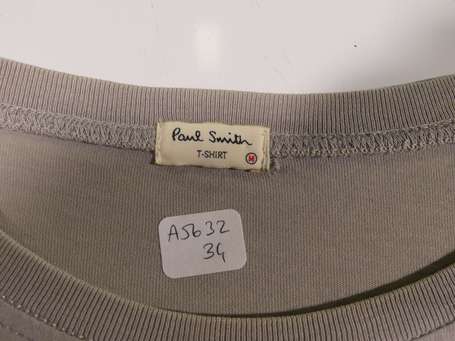 Paul Smith
T-SHIRT M
A5632
34